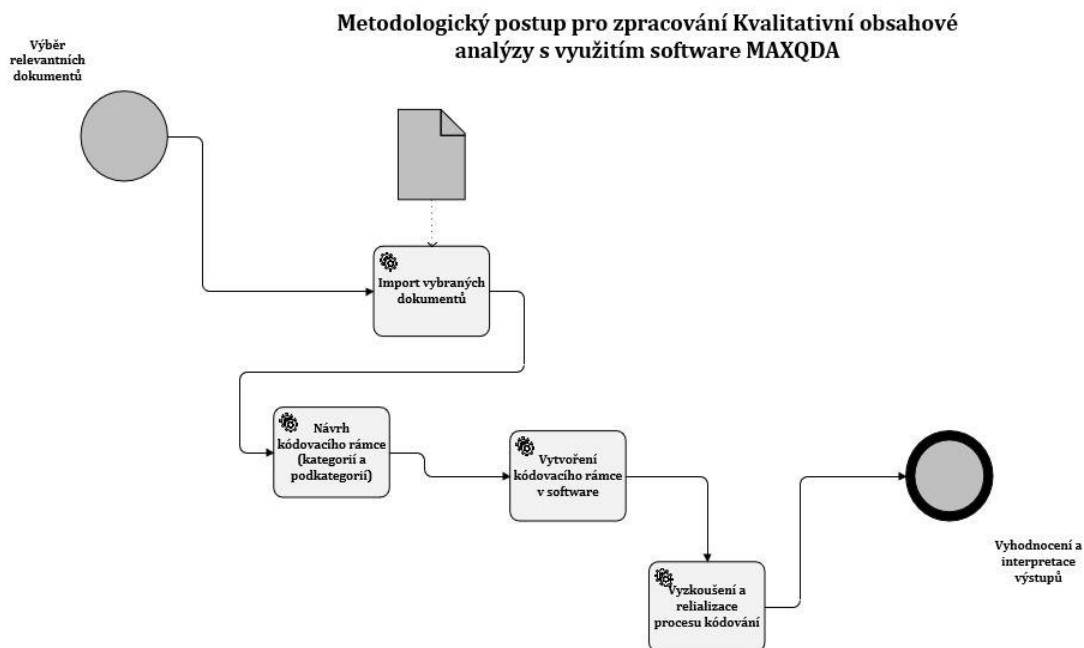 Metodologický postup pro zpracování Kvalitativní obsahové
analýzy s využitím software MAXQDA
Výběr
relevantních
dokumentů
Import vybraných
dokumentů
Návrh
kódovacího rámce
(kategorií a
podkategorií)
Vytvoření
kódovacího rámce
v software
Vyzkoušení a
relializace
procesu kódování
Vyhodnocení a
interpretace
výstupů